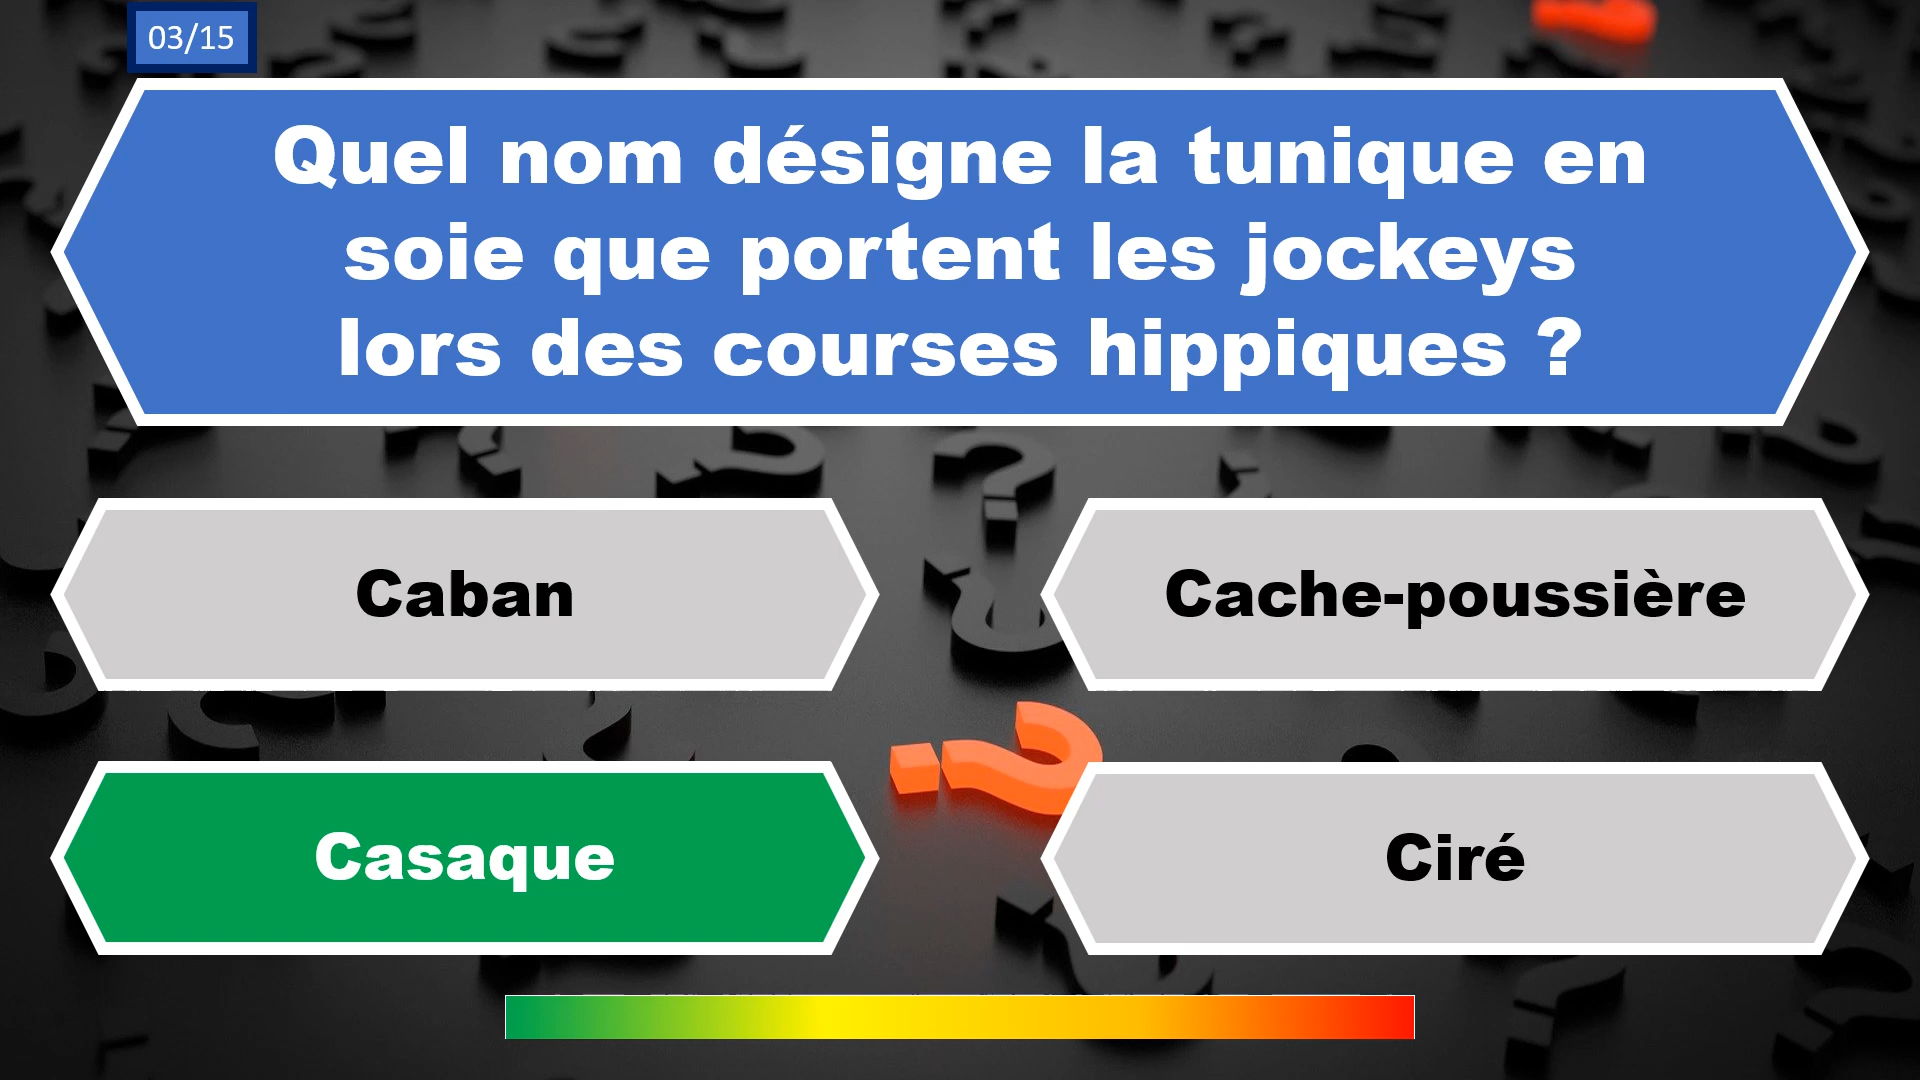 03/15
Quel nom désigne la tunique en
soie que portent les jockeys
lors des courses hippiques ?
Caban
Cache-poussière
Casaque
Ciré